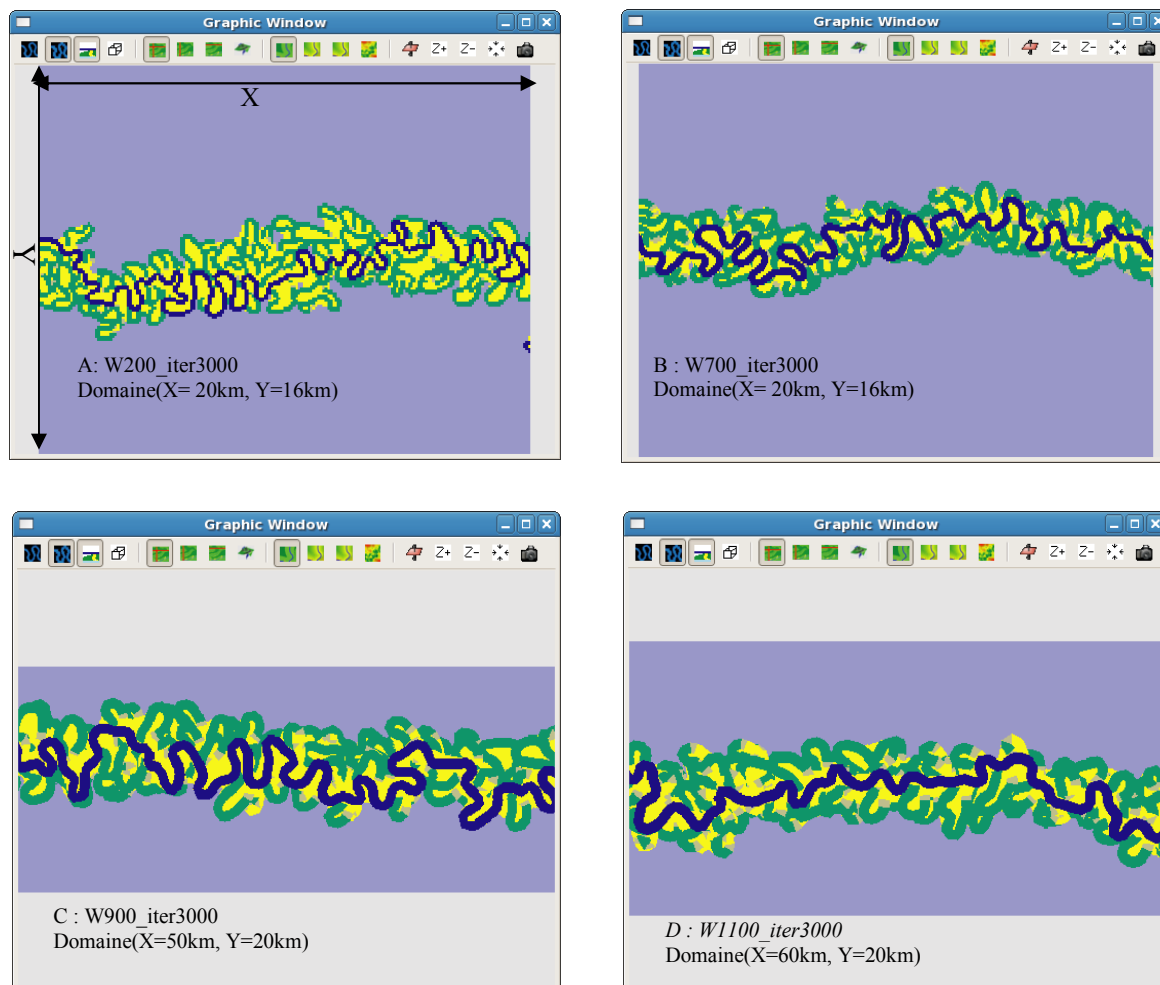 Graphic Window
Z+ Z-
X
Y
A: W200_iter3000
Domaine(X= 20km, Y=16km)
Graphic Window
Z+ Z-
B : W700_iter3000
Domaine(X= 20km, Y=16km)
Graphic Window
Z+ Z-
C : W900_iter3000
Domaine(X=50km, Y=20km)
Graphic Window
Z+ Z-
D : W1100_iter3000
Domaine(X=60km, Y=20km)